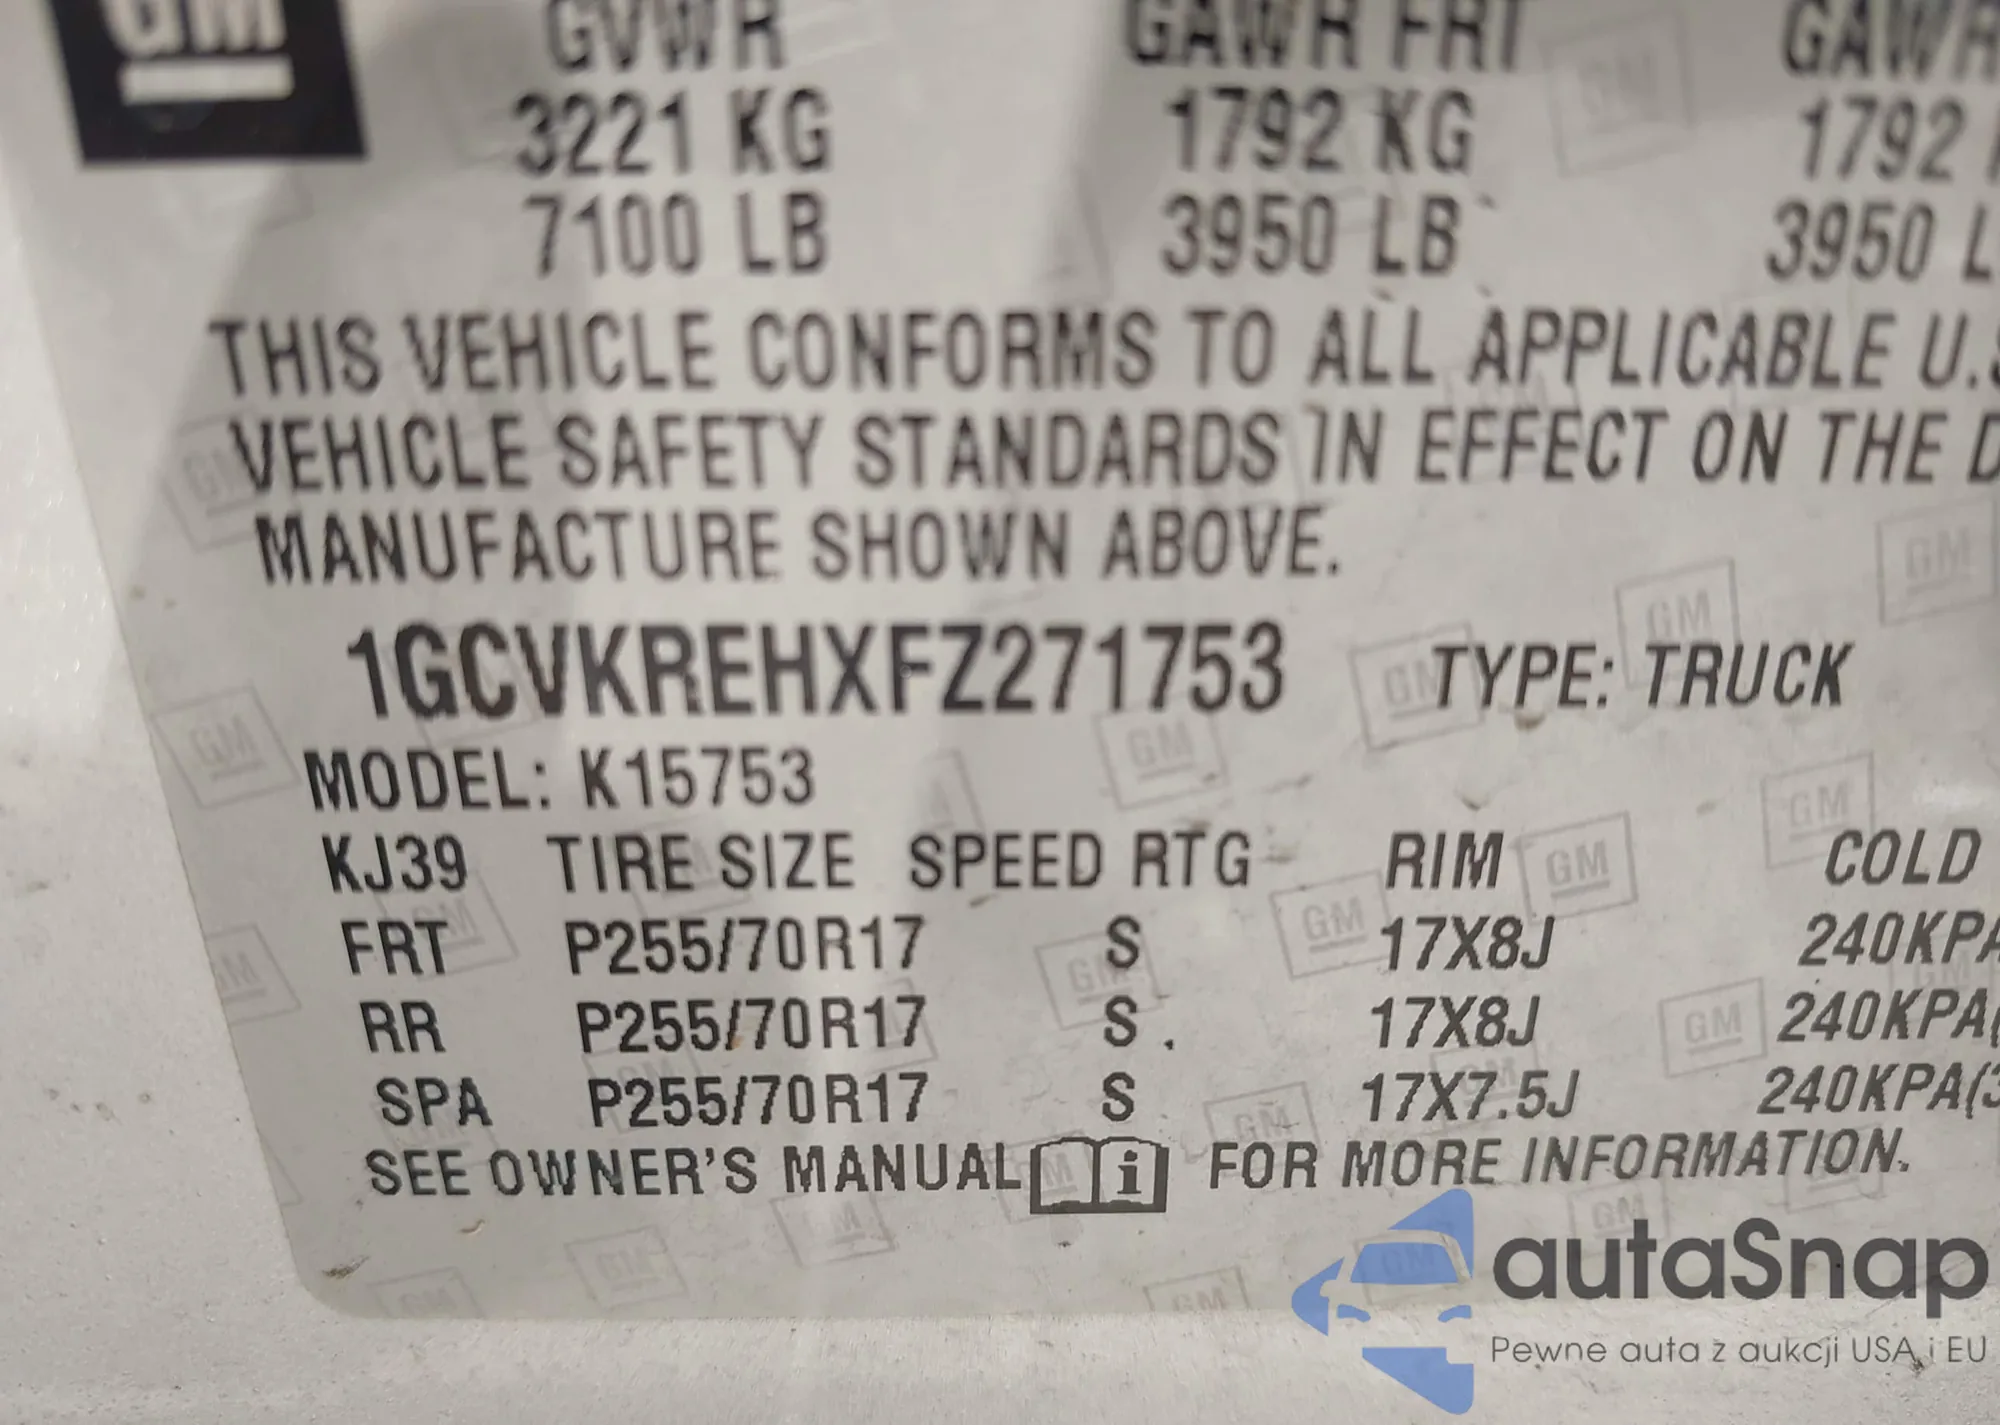 GM GVWR GAWR FRT GAWR
3221 KG 1792 KG 1792
7100 LB 3950 LB 3950 L
THIS VEHICLE CONFORMS TO ALL APPLICABLE U.S
VEHICLE SAFETY STANDARDS IN EFFECT ON THE D
MANUFACTURE SHOWN ABOVE.
1GCVKREHXFZ271753 TYPE: TRUCK
MODEL: K15753
KJ39 TIRE SIZE SPEED RTG RIM COLD
FRT P255/70R17 S 17X8J 240KPA
RR P255/70R17 S 17X8J 240KPA(
SPA P255/70R17 S 17X7.5J 240KPA(3
SEE OWNER'S MANUAL i FOR MORE INFORMATION.
autaSnap
Pewne auta z aukcji USA i EU